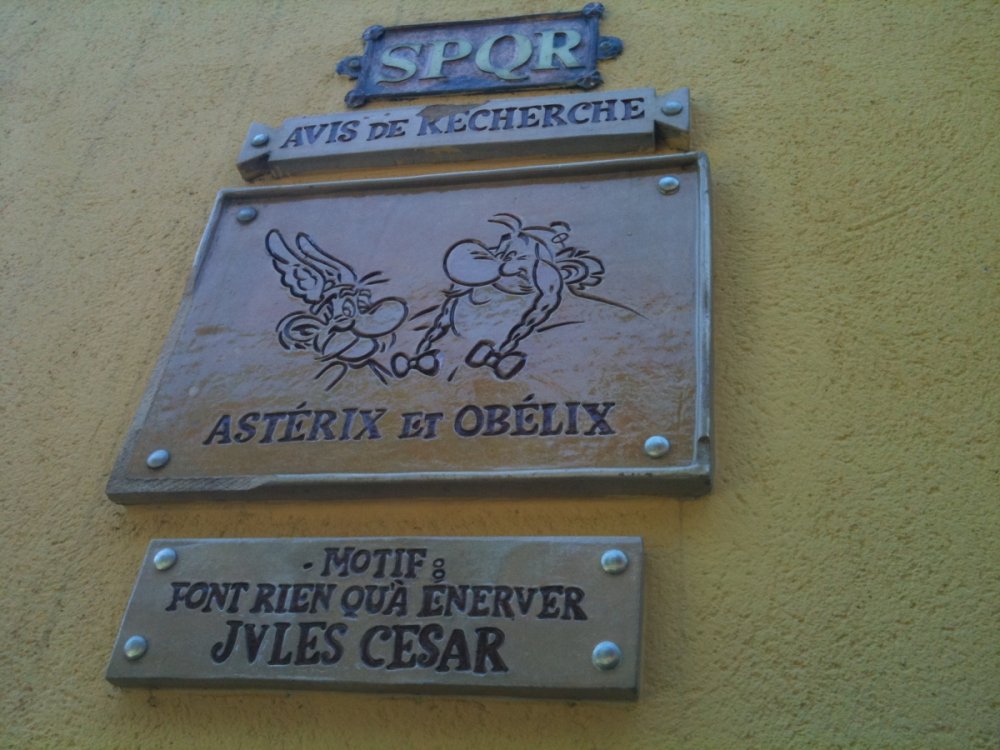 SPQR
AVIS DE RECHERCHE
ASTÉRIX ET OBÉLIX
- MOTIF :
FONT RIEN QU'À ÉNERVER
JVLES CESAR